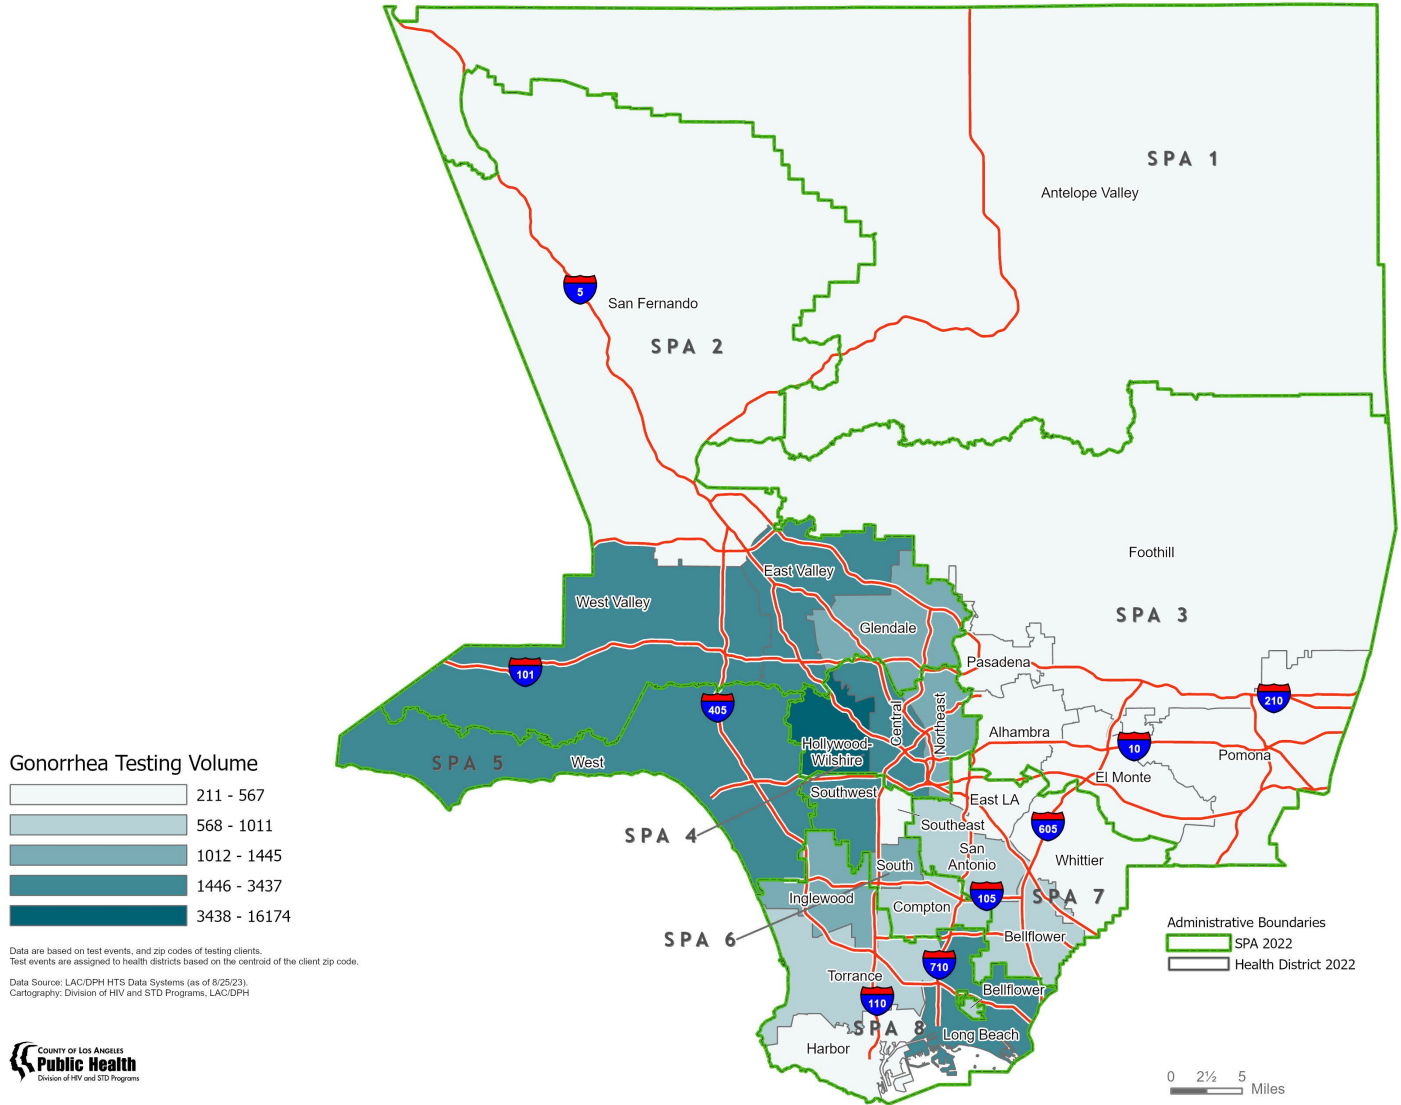 SPA 1
Antelope Valley
5
San Fernando
SPA 2
Foothill
SPA 3
East Valley
West Valley
Glendale
Pasadena
101
405
210
Central
Northeast
Alhambra
10
Pomona
Hollywood-
Wilshire
SPA 5
West
El Monte
Southwest
East LA
SPA 4
Southeast
605
San
Antonio
Whittier
South
Inglewood
105
SPA 7
Compton
SPA 6
Bellflower
710
Torrance
Bellflower
110
SPA 8
Long Beach
Harbor
Gonorrhea Testing Volume
211 - 567
568 - 1011
1012 - 1445
1446 - 3437
3438 - 16174
Data are based on test events, and zip codes of testing clients.
Test events are assigned to health districts based on the centroid of the client zip code.
Data Source: LAC/DPH HTS Data Systems (as of 8/25/23).
Cartography: Division of HIV and STD Programs, LAC/DPH
County of Los Angeles
Public Health
Division of HIV and STD Programs
Administrative Boundaries
SPA 2022
Health District 2022
0 2½ 5
Miles